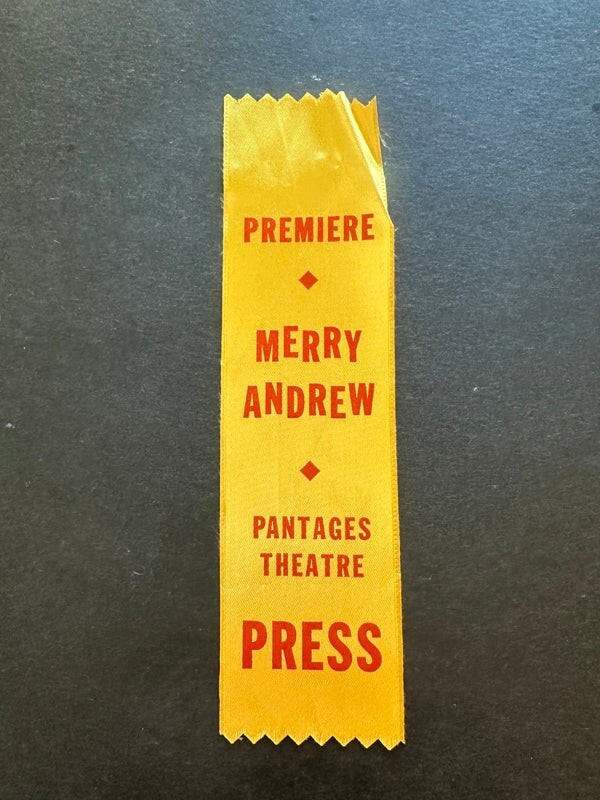 PREMIERE
MERRY
ANDREW
PANTAGES
THEATRE
PRESS